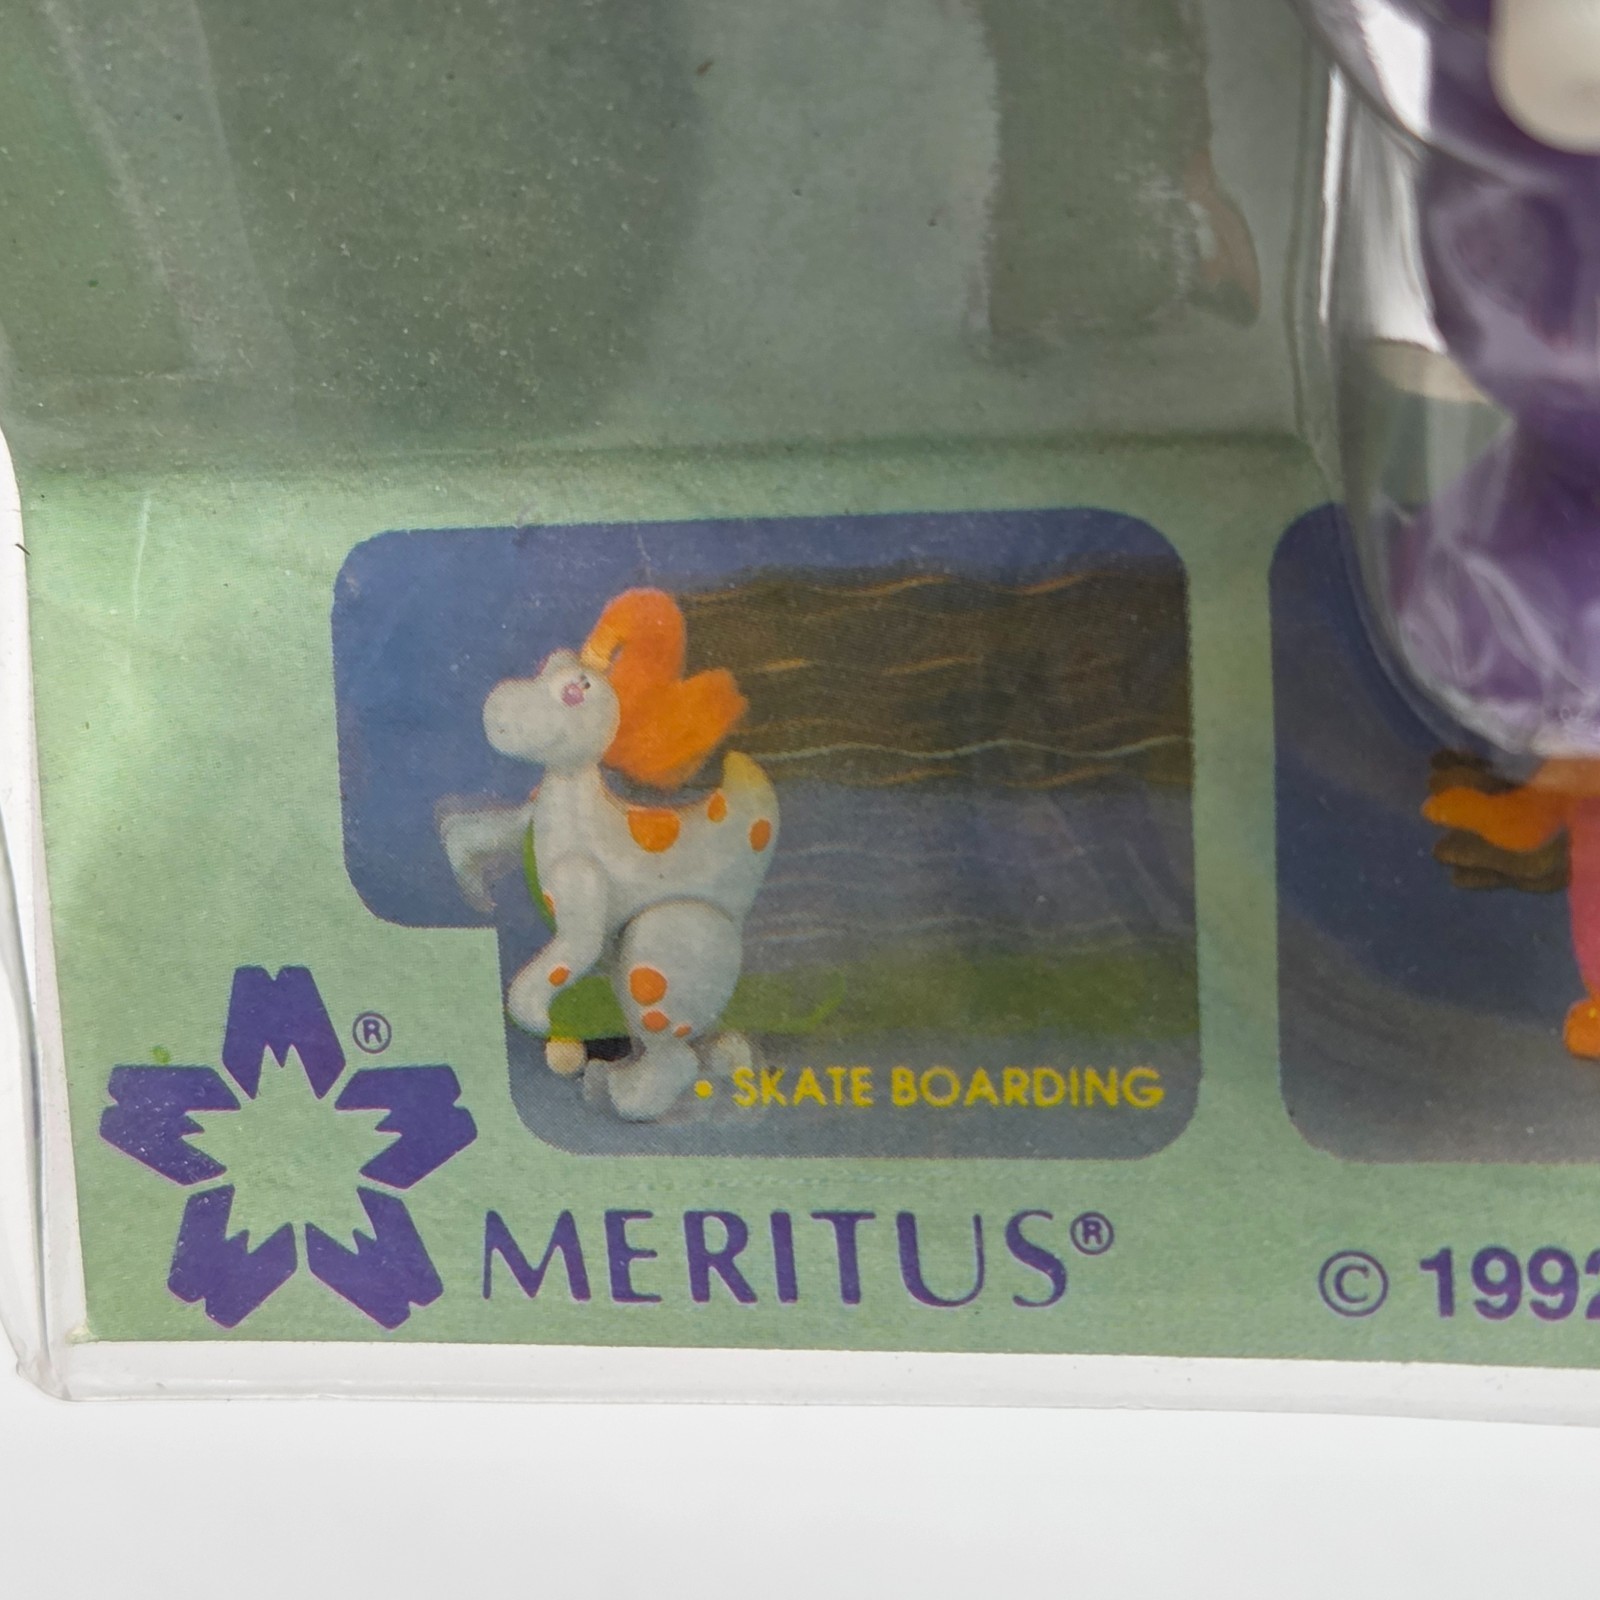 • SKATE BOARDING
®
MERITUS®
© 1992